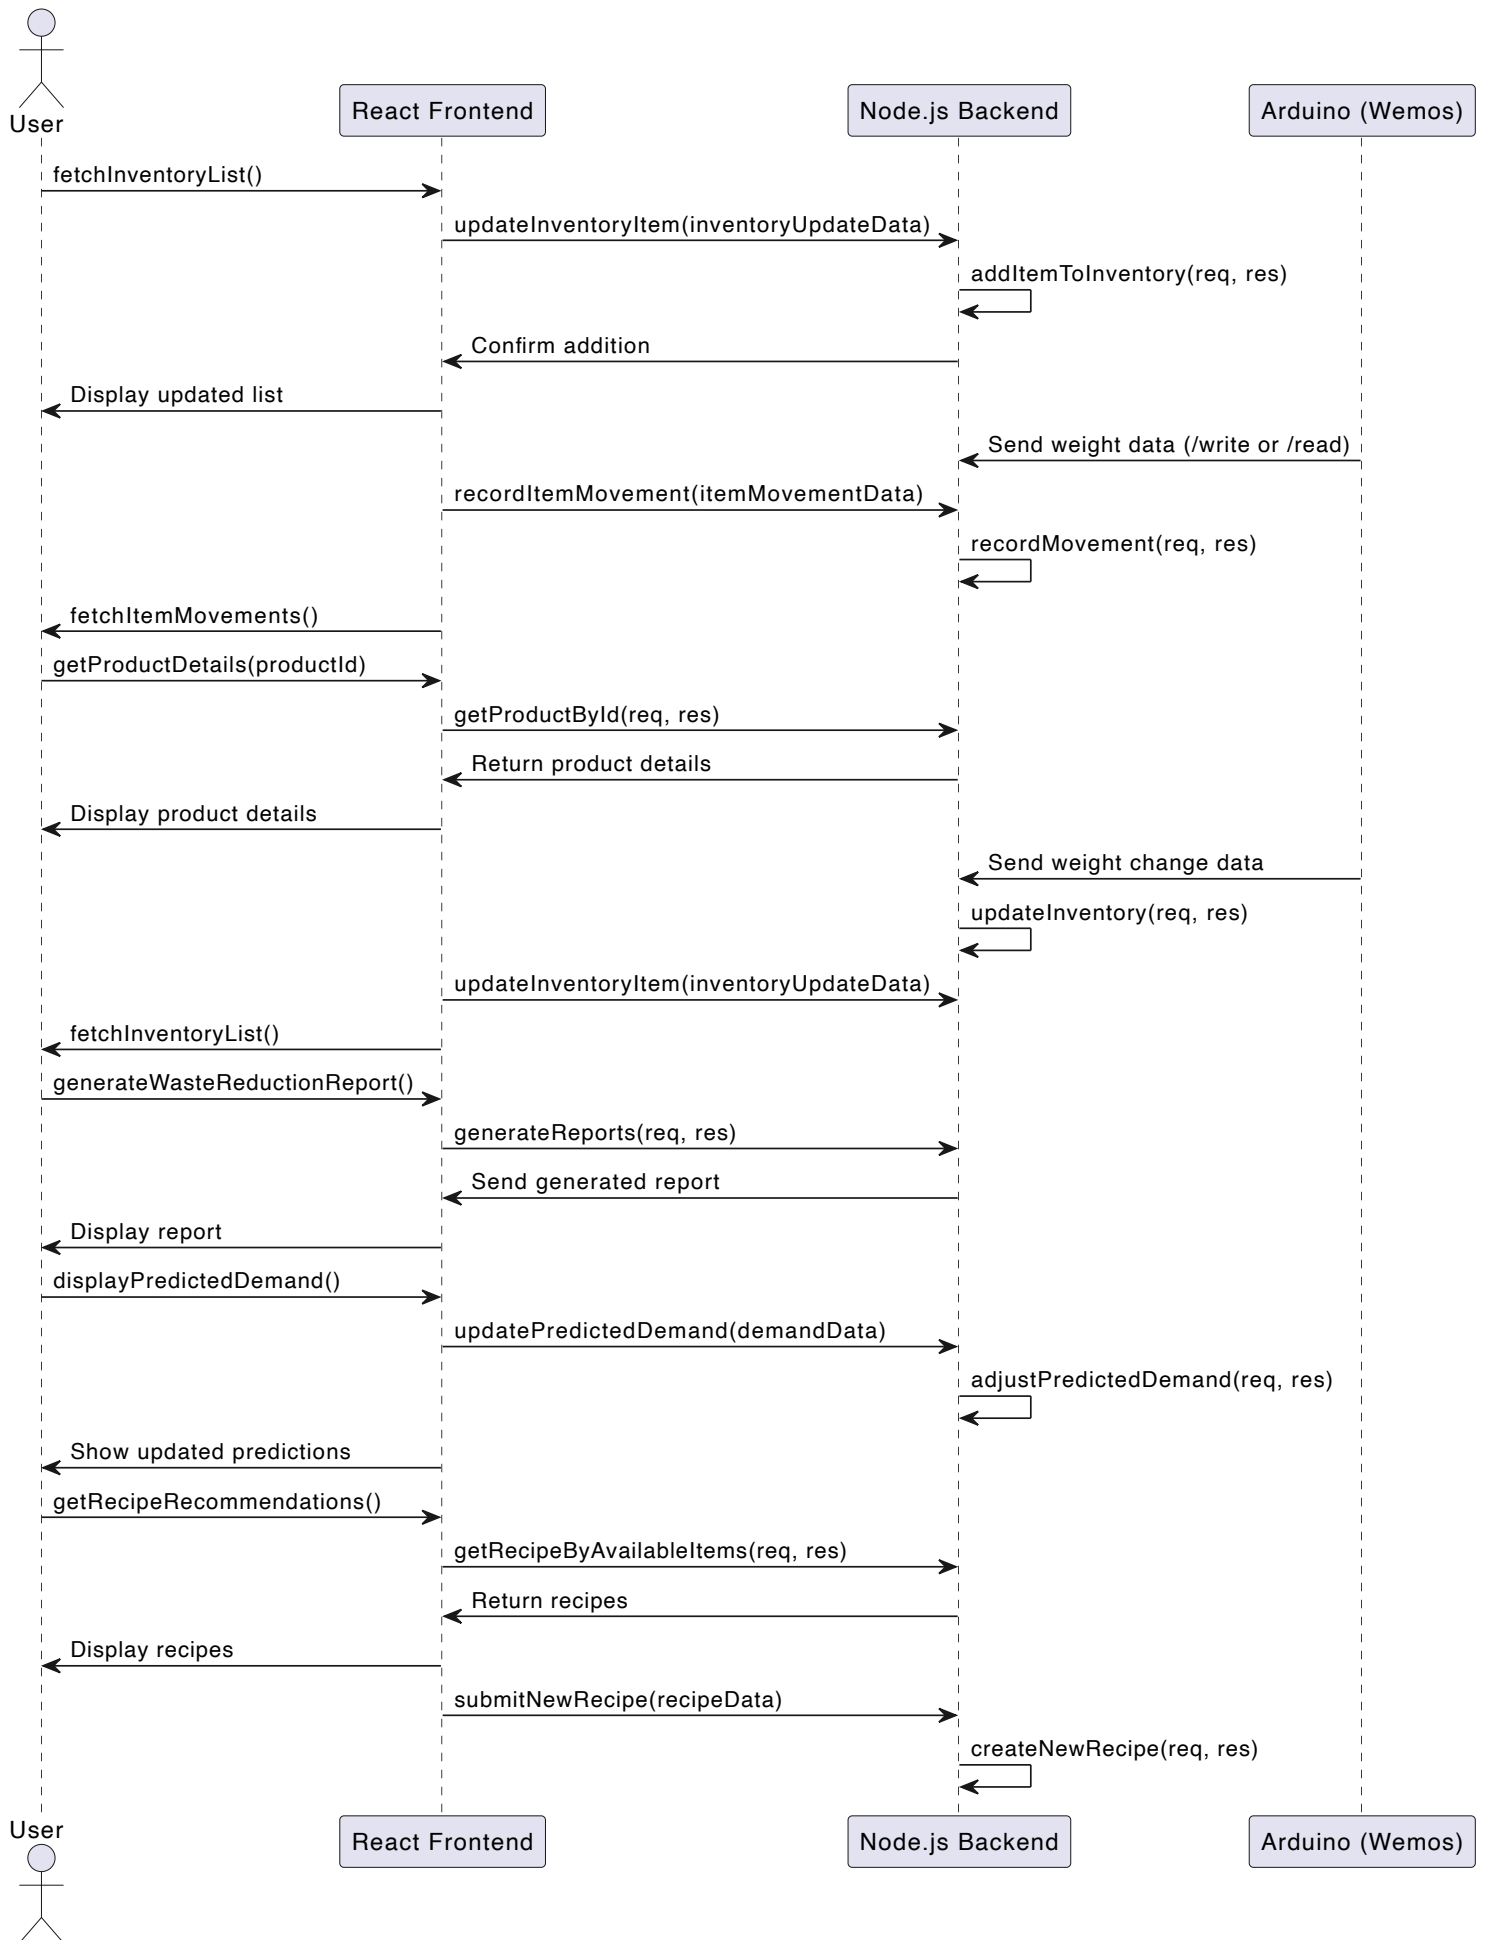 User
React Frontend
Node.js Backend
Arduino (Wemos)
fetchInventoryList()
updateInventoryItem(inventoryUpdateData)
addItemToInventory(req, res)
Confirm addition
Display updated list
Send weight data (/write or /read)
recordItemMovement(itemMovementData)
recordMovement(req, res)
fetchItemMovements()
getProductDetails(productId)
getProductById(req, res)
Return product details
Display product details
Send weight change data
updateInventory(req, res)
updateInventoryItem(inventoryUpdateData)
fetchInventoryList()
generateWasteReductionReport()
generateReports(req, res)
Send generated report
Display report
displayPredictedDemand()
updatePredictedDemand(demandData)
adjustPredictedDemand(req, res)
Show updated predictions
getRecipeRecommendations()
getRecipeByAvailableItems(req, res)
Return recipes
Display recipes
submitNewRecipe(recipeData)
createNewRecipe(req, res)
User
React Frontend
Node.js Backend
Arduino (Wemos)